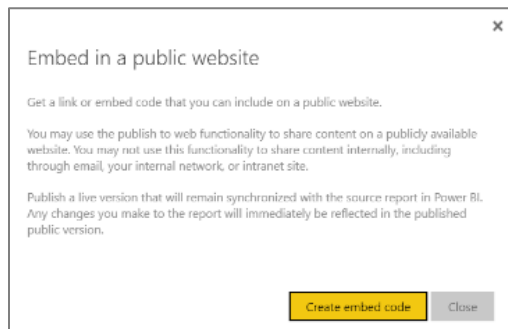 Embed in a public website
Get a link or embed code that you can include on a public website.
You may use the publish to web functionality to share content on a publicly available
website. You may not use this functionality to share content internally, including
through email, your internal network, or intranet site.
Publish a live version that will remain synchronized with the source report in Power BI.
Any changes you make to the report will immediately be reflected in the published
public version.
Create embed code
Close